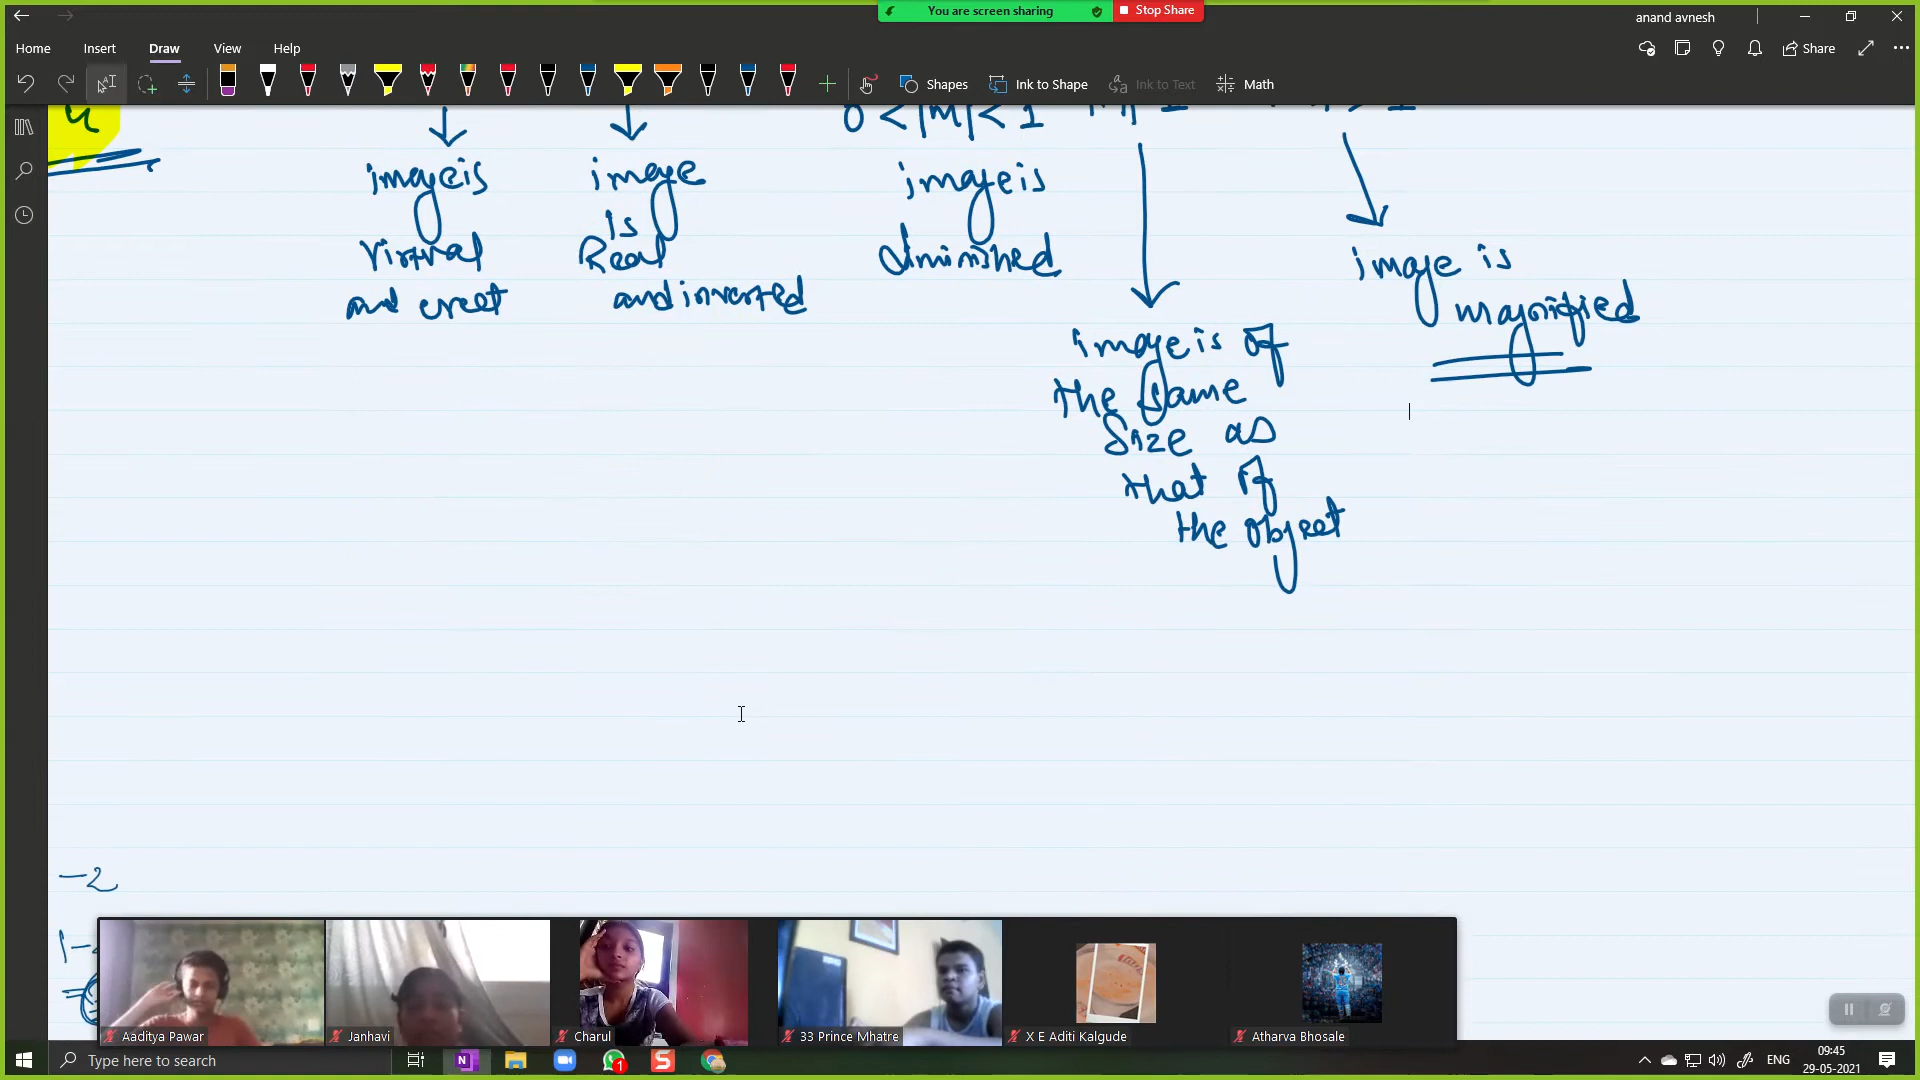 You are screen sharing
Stop Share
anand avnesh
Home
Insert
Draw
View
Help
Share
Shapes
Ink to Shape
Ink to Text
Math
0 < |M| < 1
image is
virtual
and erect
image
is
Real
and inverted
image is
diminished
image is of
the same
size as
that of
the object
image is
magnified
-2
Aaditya Pawar
Janhavi
Charul
33 Prince Mhatre
X E Aditi Kalgude
Atharva Bhosale
Type here to search
1
ENG
09:45
29-05-2021